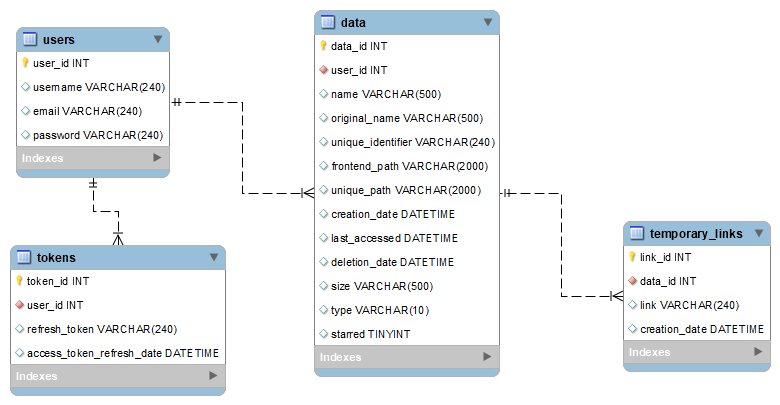 users
user_id INT
username VARCHAR(240)
email VARCHAR(240)
password VARCHAR(240)
Indexes
tokens
token_id INT
user_id INT
refresh_token VARCHAR(240)
access_token_refresh_date DATETIME
Indexes
data
data_id INT
user_id INT
name VARCHAR(500)
original_name VARCHAR(500)
unique_identifier VARCHAR(240)
frontend_path VARCHAR(2000)
unique_path VARCHAR(2000)
creation_date DATETIME
last_accessed DATETIME
deletion_date DATETIME
size VARCHAR(500)
type VARCHAR(10)
starred TINYINT
Indexes
temporary_links
link_id INT
data_id INT
link VARCHAR(240)
creation_date DATETIME
Indexes